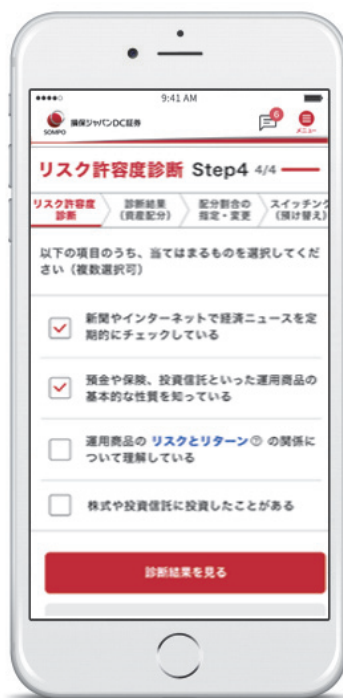 9:41 AM
SOMPO
損保ジャパンDC証券
6
メニュー
リスク許容度診断 Step4 4/4
リスク許容度
診断
診断結果
(資産配分)
配分割合の
指定・変更
スイッチング
(預け替え)
以下の項目のうち、当てはまるものを選択してくだ
さい(複数選択可)
新聞やインターネットで経済ニュースを定
期的にチェックしている
預金や保険、投資信託といった運用商品の
基本的な性質を知っている
運用商品の リスクとリターン? の関係に
ついて理解している
株式や投資信託に投資したことがある
診断結果を見る